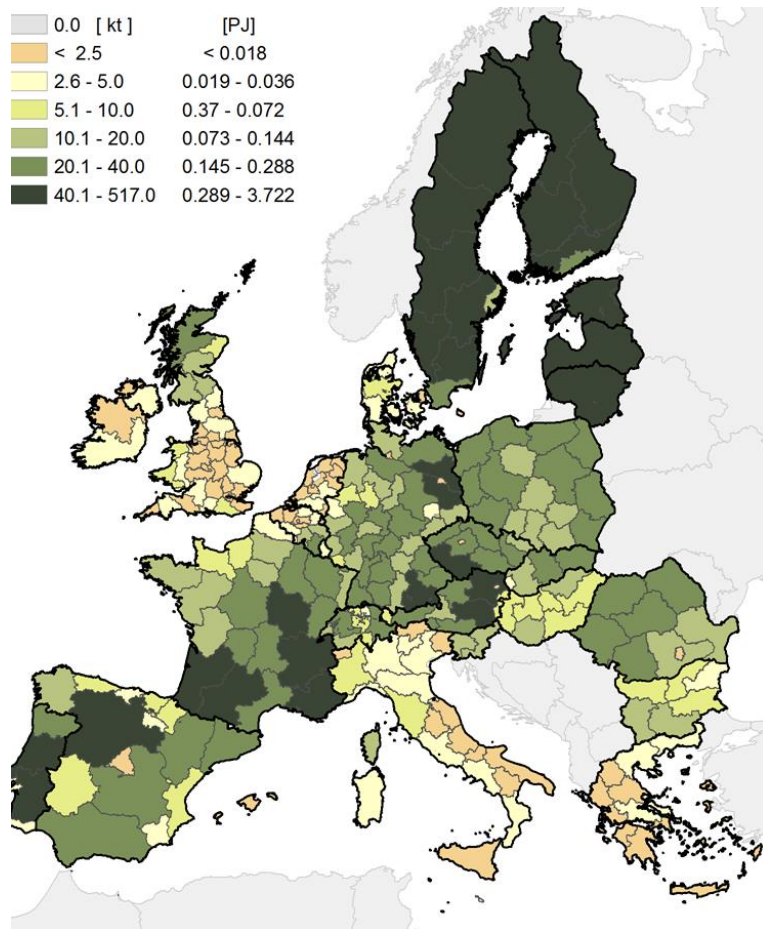 0.0 [ kt ] [PJ]
< 2.5 < 0.018
2.6 - 5.0 0.019 - 0.036
5.1 - 10.0 0.37 - 0.072
10.1 - 20.0 0.073 - 0.144
20.1 - 40.0 0.145 - 0.288
40.1 - 517.0 0.289 - 3.722